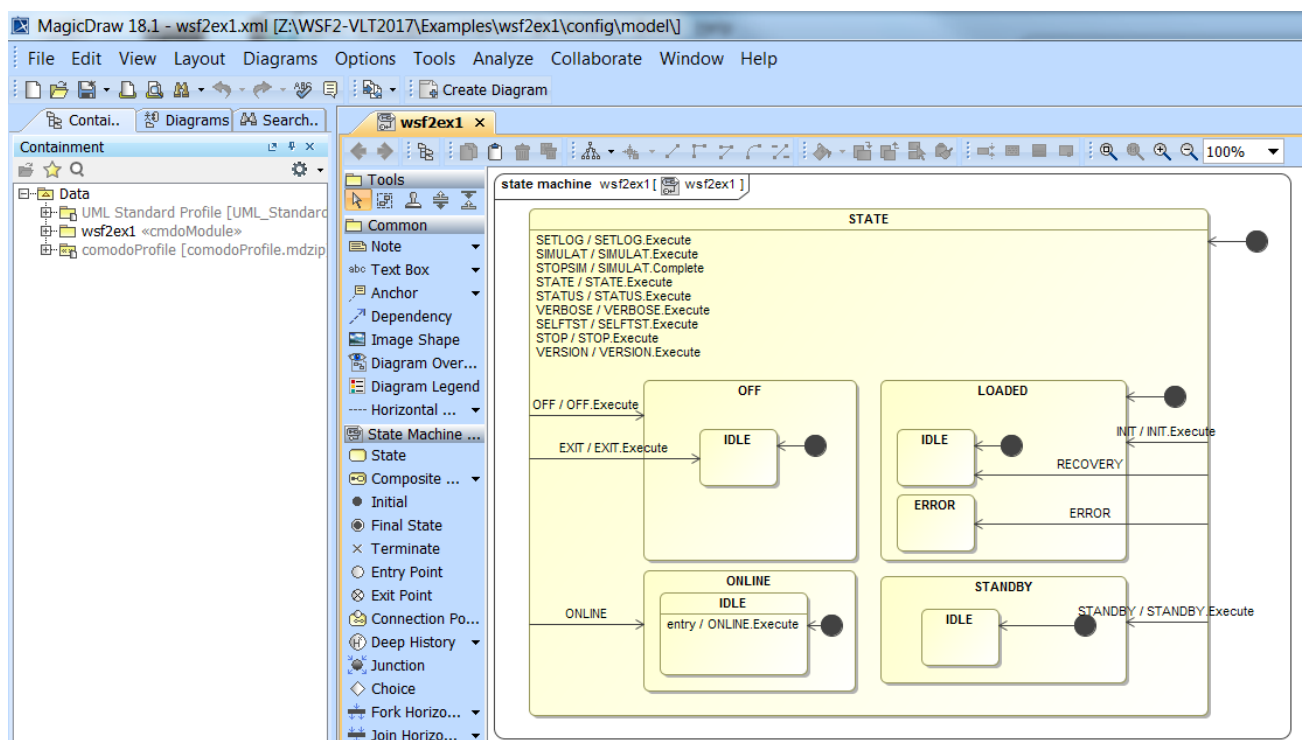 MagicDraw 18.1 - wsf2ex1.xml [Z:\WSF2-VLT2017\Examples\wsf2ex1\config\model\]
File Edit View Layout Diagrams Options Tools Analyze Collaborate Window Help
Create Diagram
Contai.. Diagrams Search..
wsf2ex1
Containment
100%
Data
UML Standard Profile [UML_Standard
wsf2ex1 «cmdoModule»
comodoProfile [comodoProfile.mdzip
Tools
Common
Note
abc Text Box
Anchor
Dependency
Image Shape
Diagram Over...
Diagram Legend
Horizontal ...
State Machine ...
State
Composite ...
Initial
Final State
Terminate
Entry Point
Exit Point
Connection Po...
Deep History
Junction
Choice
Fork Horizo...
Join Horizo...
state machine wsf2ex1 [ wsf2ex1 ]
STATE
SETLOG / SETLOG.Execute
SIMULAT / SIMULAT.Execute
STOPSIM / SIMULAT.Complete
STATE / STATE.Execute
STATUS / STATUS.Execute
VERBOSE / VERBOSE.Execute
SELFTST / SELFTST.Execute
STOP / STOP.Execute
VERSION / VERSION.Execute
OFF
OFF / OFF.Execute
IDLE
EXIT / EXIT.Execute
LOADED
INIT / INIT.Execute
IDLE
RECOVERY
ERROR
ERROR
ONLINE
IDLE
ONLINE
entry / ONLINE.Execute
STANDBY
STANDBY / STANDBY.Execute
IDLE